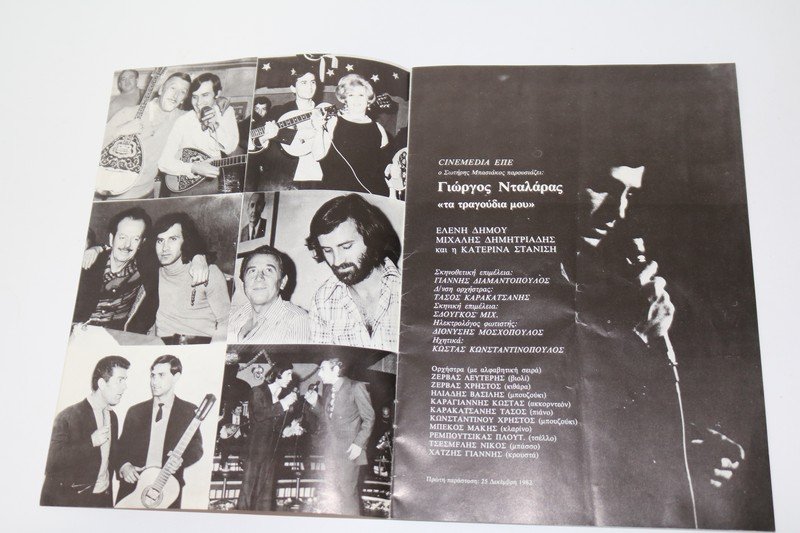 CINEMEDIA ΕΠΕ
ο Σωτήρης Μποσιάκος παρουσιάζει:
Γιώργος Νταλάρας
«τα τραγούδια μου»
ΕΛΕΝΗ ΔΗΜΟΥ
ΜΙΧΑΛΗΣ ΔΗΜΗΤΡΙΑΔΗΣ
και η ΚΑΤΕΡΙΝΑ ΣΤΑΝΙΣΗ
Σκηνοθετική επιμέλεια:
ΓΙΑΝΝΗΣ ΔΙΑΜΑΝΤΟΠΟΥΛΟΣ
Δ/νση ορχήστρας:
ΤΑΣΟΣ ΚΑΡΑΚΑΤΣΑΝΗΣ
Σκηνική επιμέλεια:
ΣΔΟΥΓΚΟΣ ΜΙΧ.
Ηλεκτρολόγος φωτιστής:
ΔΙΟΝΥΣΗΣ ΜΟΣΧΟΠΟΥΛΟΣ
Ηχητικά:
ΚΩΣΤΑΣ ΚΩΝΣΤΑΝΤΙΝΟΠΟΥΛΟΣ
Ορχήστρα (με αλφαβητική σειρά)
ΖΕΡΒΑΣ ΛΕΥΤΕΡΗΣ (βιολί)
ΖΕΡΒΑΣ ΧΡΗΣΤΟΣ (κιθάρα)
ΗΛΙΑΔΗΣ ΒΑΣΙΛΗΣ (μπουζούκι)
ΚΑΡΑΓΙΑΝΝΗΣ ΚΩΣΤΑΣ (ακκορντεόν)
ΚΑΡΑΚΑΤΣΑΝΗΣ ΤΑΣΟΣ (πιάνο)
ΚΩΝΣΤΑΝΤΙΝΟΥ ΧΡΗΣΤΟΣ (μπουζούκι)
ΜΠΕΚΟΣ ΜΑΚΗΣ (κλαρίνο)
ΡΕΜΠΟΥΤΣΙΚΑΣ ΠΛΟΥΤ. (τσέλλο)
ΤΣΕΣΜΕΛΗΣ ΝΙΚΟΣ (μπάσσο)
ΧΑΤΖΗΣ ΓΙΑΝΝΗΣ (κρουστά)
Πρώτη παράσταση: 25 Δεκέμβρη 1982